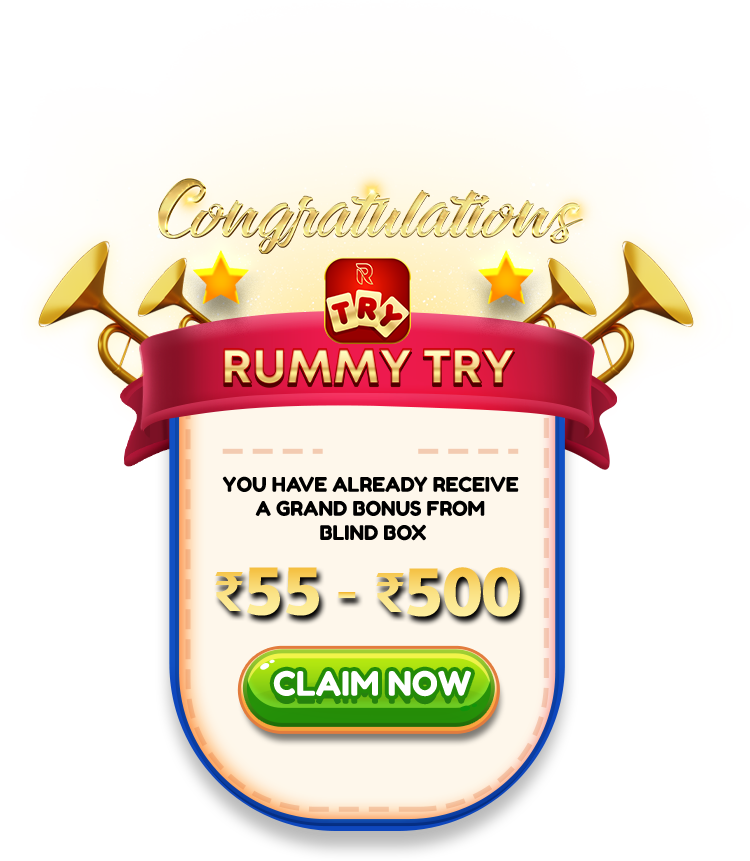 Congratulations
R
TRY
RUMMY TRY
YOU HAVE ALREADY RECEIVE
A GRAND BONUS FROM
BLIND BOX
₹55 - ₹500
CLAIM NOW